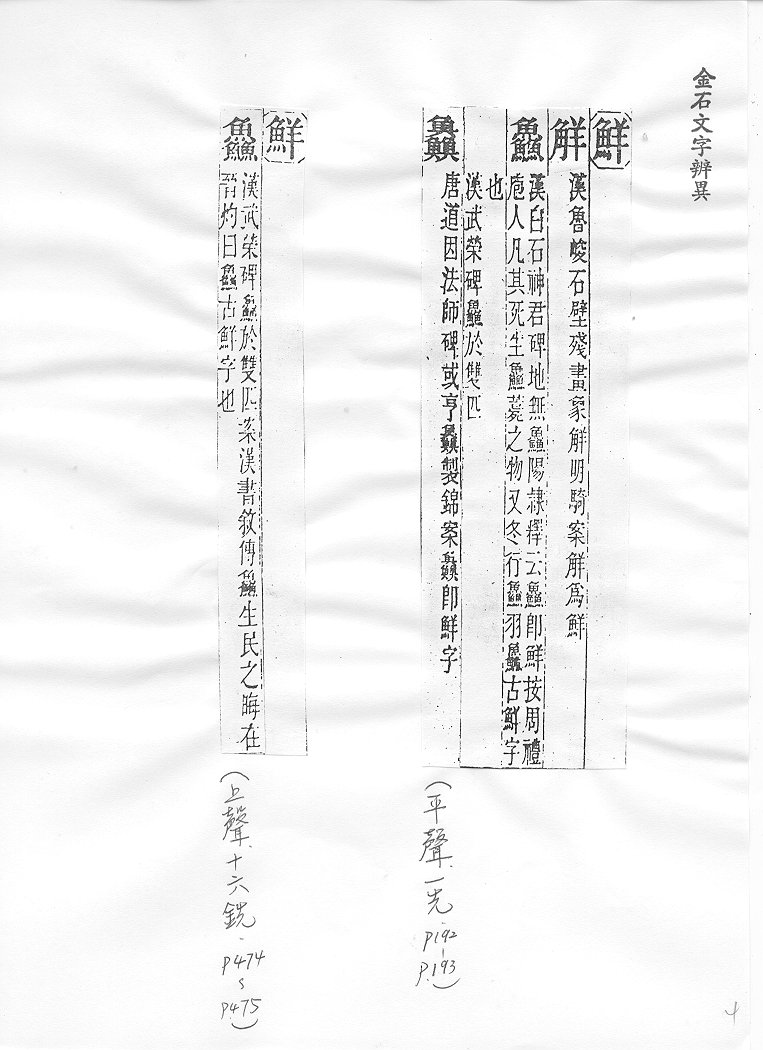 金石文字辨異
鮮
觧 漢魯峻石壁殘畫象觧明騎案觧爲鮮
鱻 漢白石神君碑地無鱻陽隸釋云鱻即鮮按周禮
庖人凡其死生鱻薧之物又冬行鱻羽鱻古鮮字
也
漢武榮碑鱻於雙匹
鱻 唐道因法師碑或亨鱻製錦案鱻即鮮字
(平聲.一先.P192-P.193)
鮮
鱻 漢武榮碑鱻於雙匹案漢書敘傳鱻生民之晦在
晉灼曰鱻古鮮字也
(上聲.十六銑.P474~P475)
4